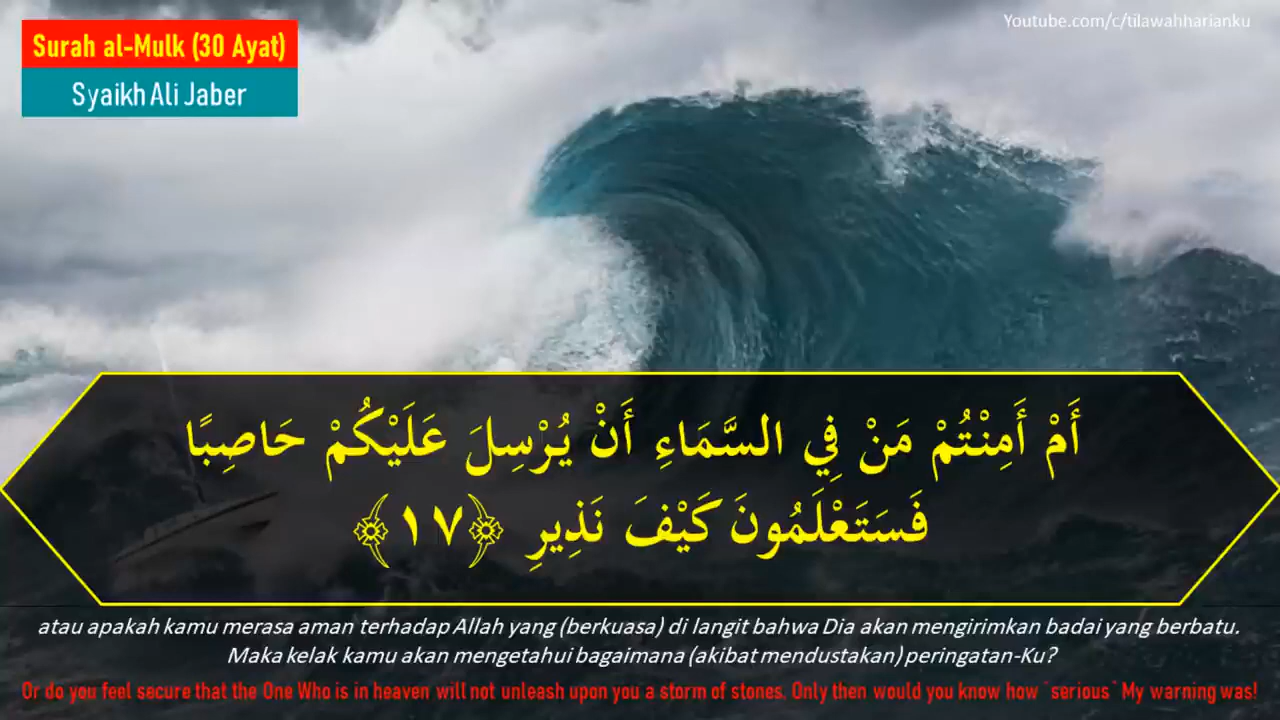 Youtube.com/c/tilawahharianku
Surah al-Mulk (30 Ayat)
Syaikh Ali Jaber
أَمْ أَمِنْتُمْ مَنْ فِي السَّمَاءِ أَنْ يُرْسِلَ عَلَيْكُمْ حَاصِبًا
فَسَتَعْلَمُونَ كَيْفَ نَذِيرِ ﴿١٧﴾
atau apakah kamu merasa aman terhadap Allah yang (berkuasa) di langit bahwa Dia akan mengirimkan badai yang berbatu.
Maka kelak kamu akan mengetahui bagaimana (akibat mendustakan) peringatan-Ku?
Or do you feel secure that the One Who is in heaven will not unleash upon you a storm of stones. Only then would you know how `serious` My warning was!